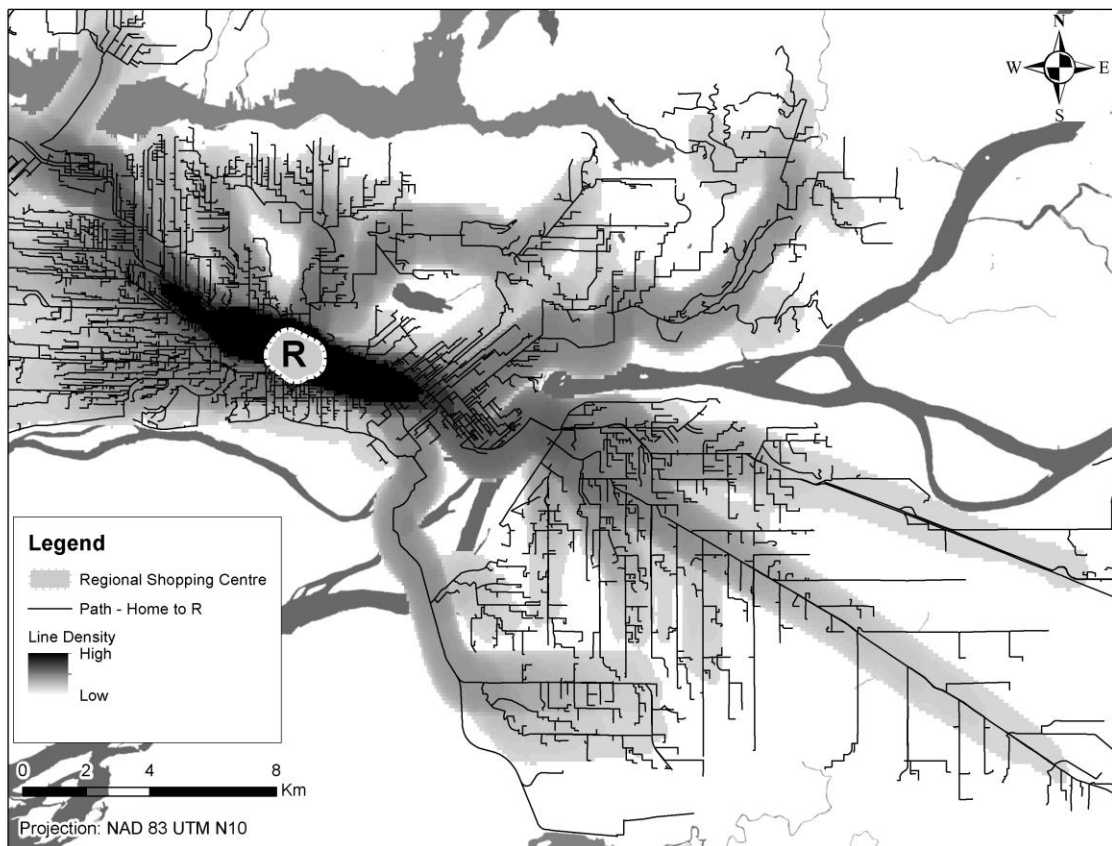 N
W E
S
R
Legend
Regional Shopping Centre
Path - Home to R
Line Density
High
Low
0 2 4 8
Km
Projection: NAD 83 UTM N10